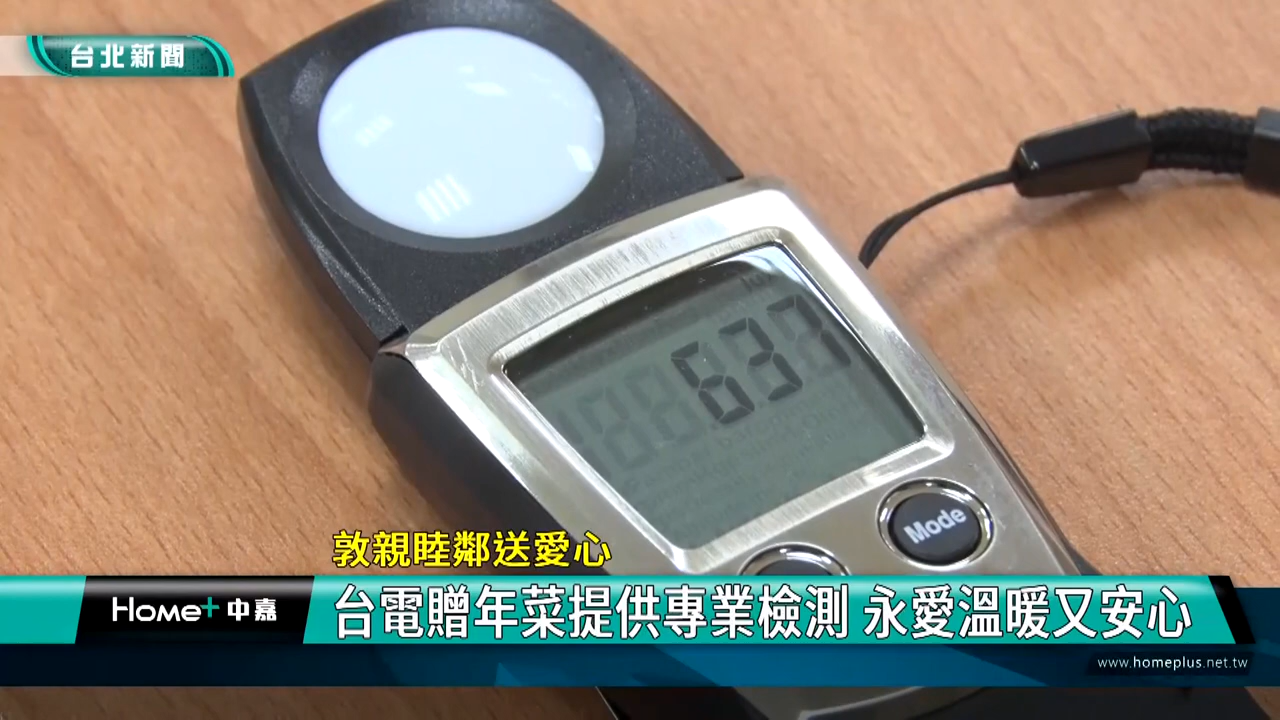 台北新聞
lux
637
Mode
敦親睦鄰送愛心
Home+ 中嘉
台電贈年菜提供專業檢測 永愛溫暖又安心
www.homeplus.net.tw